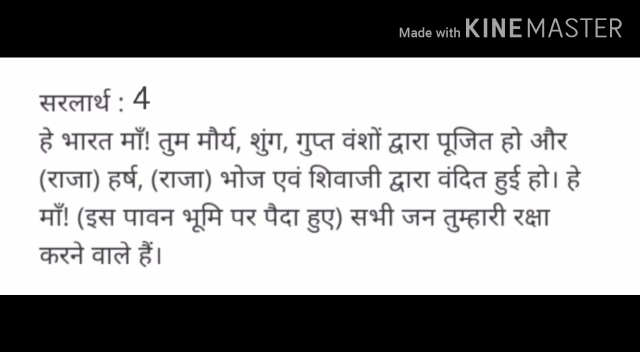 Made with KINEMASTER
सरलार्थ : 4
हे भारत माँ! तुम मौर्य, शुंग, गुप्त वंशों द्वारा पूजित हो और
(राजा) हर्ष, (राजा) भोज एवं शिवाजी द्वारा वंदित हुई हो। हे
माँ! (इस पावन भूमि पर पैदा हुए) सभी जन तुम्हारी रक्षा
करने वाले हैं।